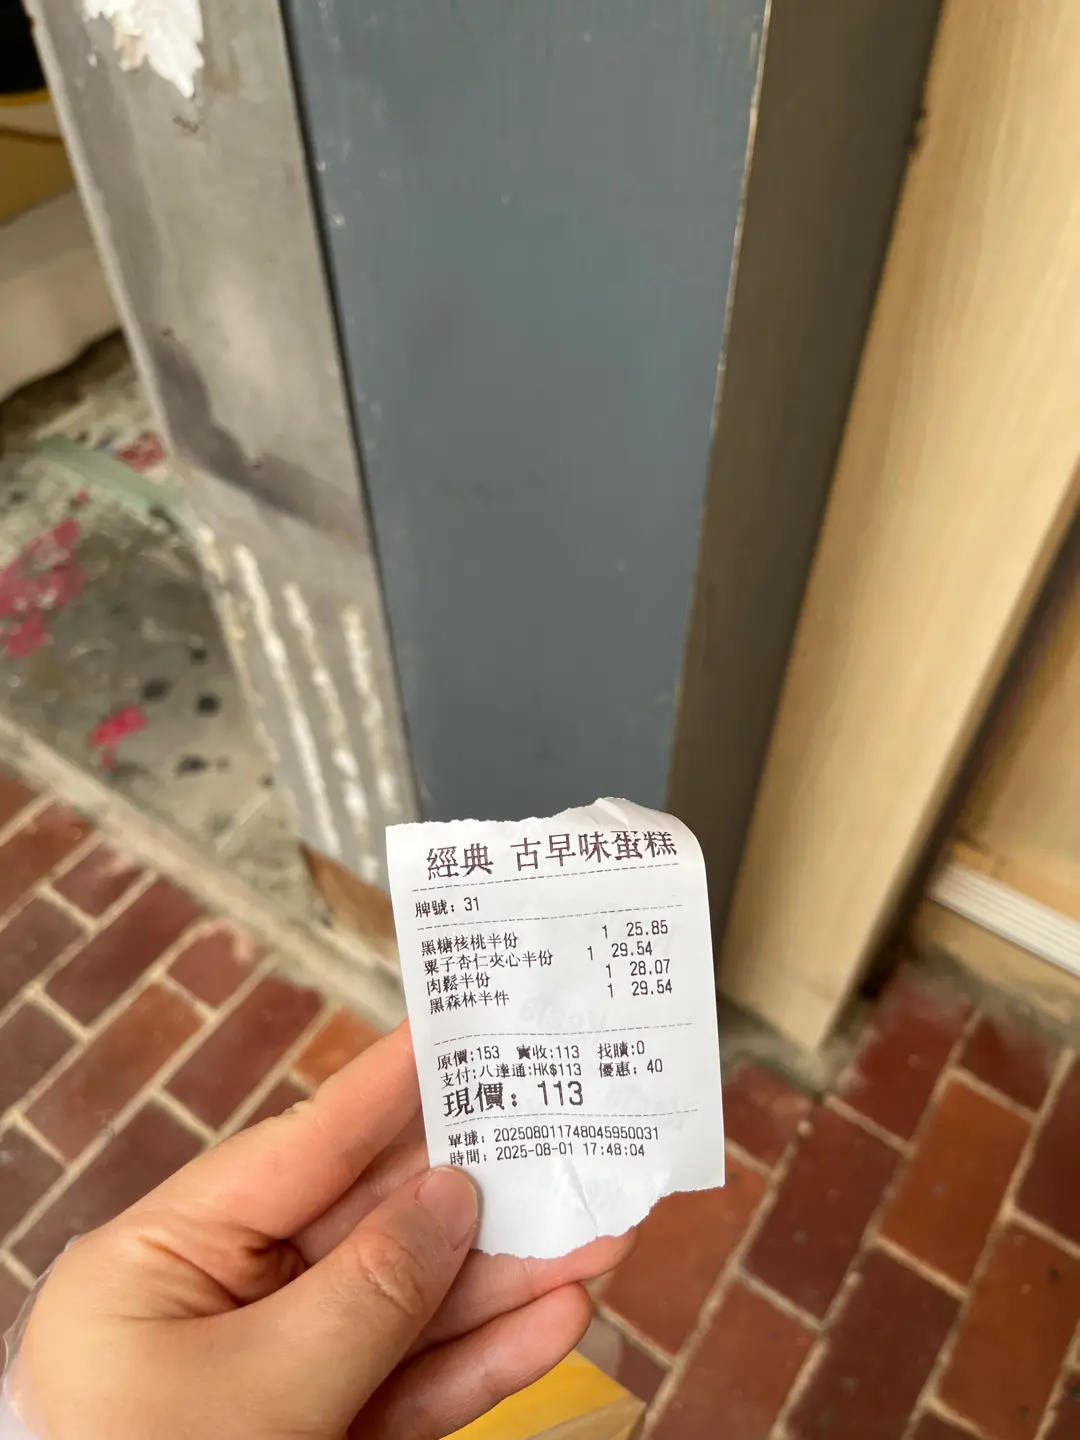 經典 古早味蛋糕
牌號: 31
黑糖核桃半份 1 25.85
粟子杏仁夾心半份 1 29.54
肉鬆半份 1 28.07
黑森林半件 1 29.54
原價:153 實收:113 找贖:0
支付:八達通:HK$113 優惠: 40
現價: 113
單據: 202508011748045950031
時間: 2025-08-01 17:48:04